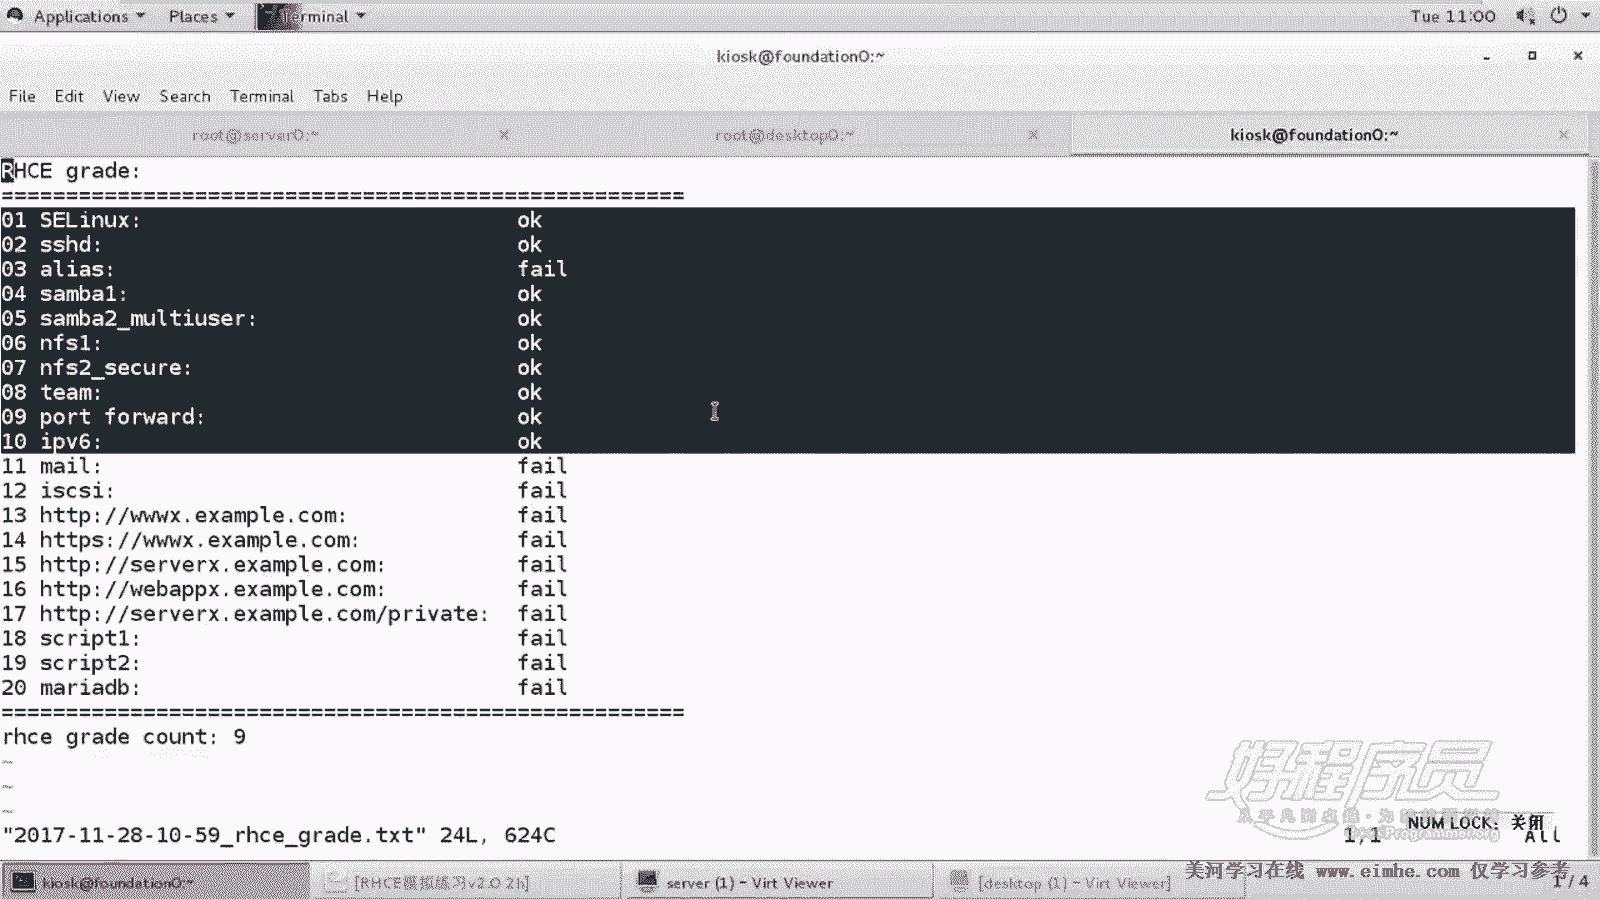 Applications Places Terminal Tue 11:00
kiosk@foundation0:~
File Edit View Search Terminal Tabs Help
root@server0:~ root@desktop0:~ kiosk@foundation0:~
RHCE grade:
=====================================================
01 SELinux: ok
02 sshd: ok
03 alias: fail
04 samba1: ok
05 samba2_multiuser: ok
06 nfs1: ok
07 nfs2_secure: ok
08 team: ok
09 port forward: ok
10 ipv6: ok
11 mail: fail
12 iscsi: fail
13 http://wwwx.example.com: fail
14 https://wwwx.example.com: fail
15 http://serverx.example.com: fail
16 http://webappx.example.com: fail
17 http://serverx.example.com/private: fail
18 script1: fail
19 script2: fail
20 mariadb: fail
=====================================================
rhce grade count: 9
~
~
~
"2017-11-28-10-59_rhce_grade.txt" 24L, 624C 1,1 All
好程序员
NUM LOCK: 关闭
kiosk@foundation0:~ [RHCE模拟练习v2.0 2h] server (1) – Virt Viewer [desktop (1) – Virt Viewer] 1 / 4
美河学习在线 www.eimhe.com 仅学习参考